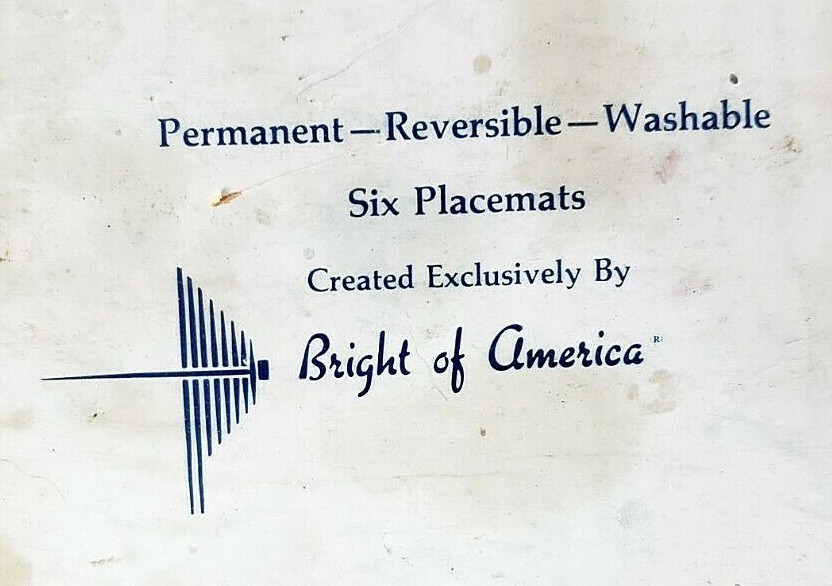 Permanent—Reversible—Washable
Six Placemats
Created Exclusively By
Bright of America ®